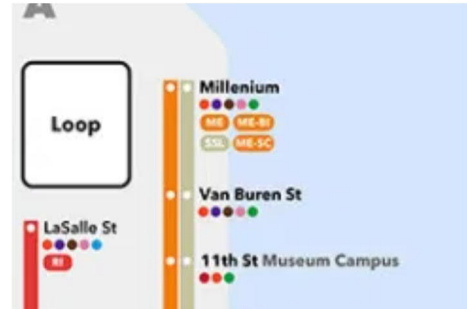 A
Loop
Millenium
ME ME-BI
SSL ME-SC
Van Buren St
LaSalle St
RI
11th St Museum Campus